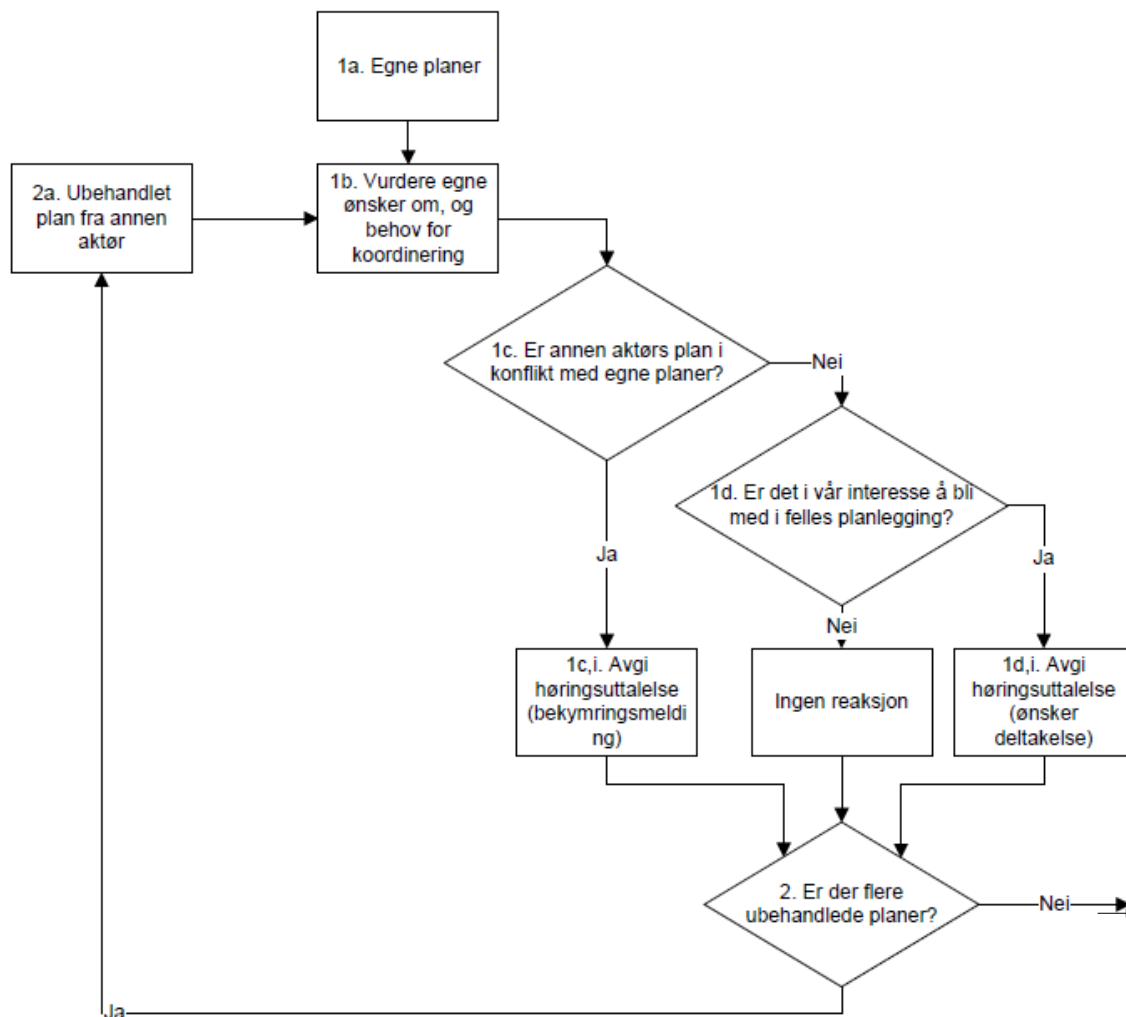 1a. Egne planer
2a. Ubehandlet
plan fra annen
aktør
1b. Vurdere egne
ønsker om, og
behov for
koordinering
1c. Er annen aktørs plan i
konflikt med egne planer?
Nei
1d. Er det i vår interesse å bli
med i felles planlegging?
Ja
Ja
Nei
1c,i. Avgi
høringsuttalelse
(bekymringsmeldi
ng)
Ingen reaksjon
1d,i. Avgi
høringsuttalelse
(ønsker
deltakelse)
2. Er der flere
ubehandlede planer?
Nei
Ja